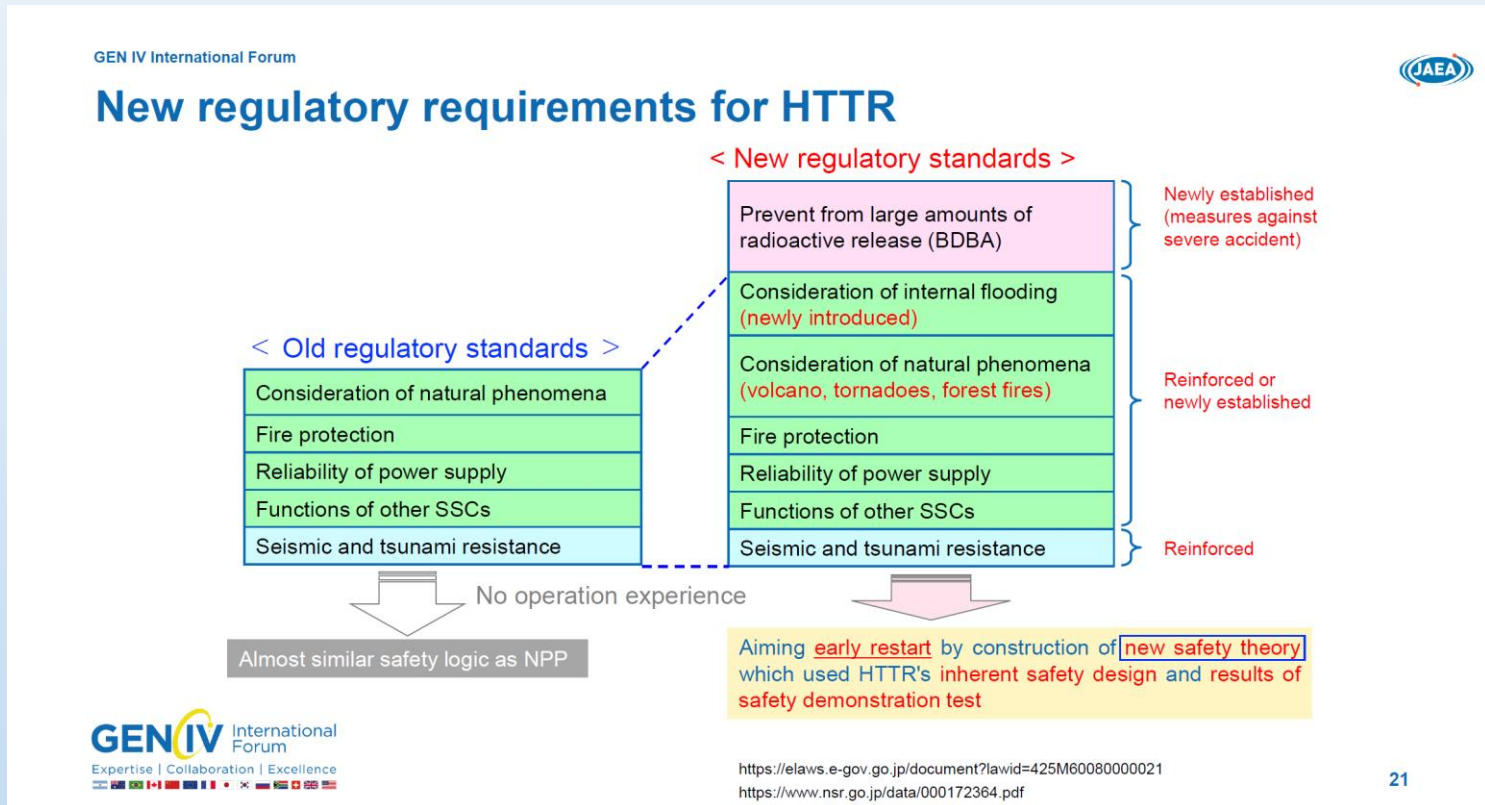 GEN IV International Forum
JAEA
New regulatory requirements for HTTR
< New regulatory standards >
Prevent from large amounts of
radioactive release (BDBA)
Newly established
(measures against
severe accident)
Consideration of internal flooding
(newly introduced)
Consideration of natural phenomena
(volcano, tornadoes, forest fires)
Fire protection
Reliability of power supply
Functions of other SSCs
Reinforced or
newly established
Seismic and tsunami resistance
Reinforced
< Old regulatory standards >
Consideration of natural phenomena
Fire protection
Reliability of power supply
Functions of other SSCs
Seismic and tsunami resistance
No operation experience
Almost similar safety logic as NPP
Aiming early restart by construction of new safety theory
which used HTTR's inherent safety design and results of
safety demonstration test
GEN IV International
Forum
Expertise | Collaboration | Excellence
https://elaws.e-gov.go.jp/document?lawid=425M60080000021
https://www.nsr.go.jp/data/000172364.pdf
21